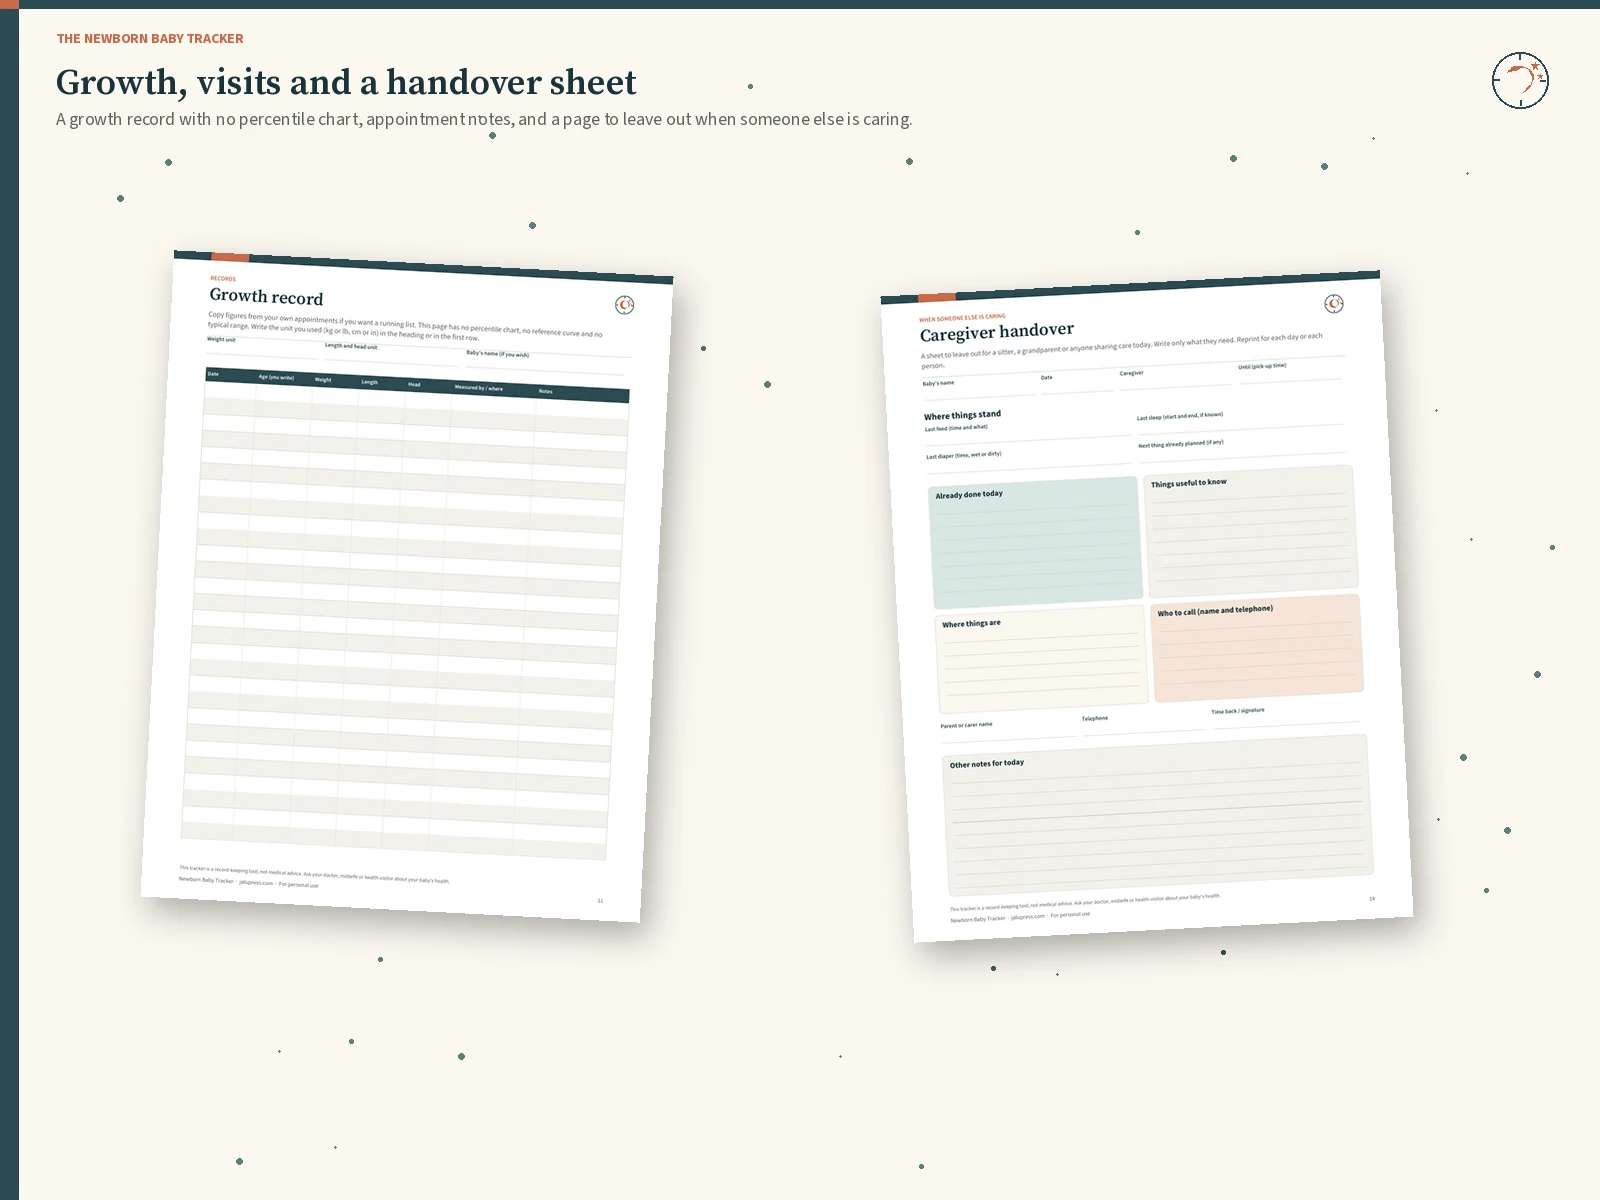 THE NEWBORN BABY TRACKER
Growth, visits and a handover sheet
A growth record with no percentile chart, appointment notes, and a page to leave out when someone else is caring.
RECORDS
Growth record
Copy figures from your own appointments if you want a running list. This page has no percentile chart, no reference curve and no
typical range. Write the unit you used (kg or lb, cm or in) in the heading or in the first row.
Weight unit
Length and head unit
Baby's name (if you wish)
Date
Age (you write)
Weight
Length
Head
Measured by / where
Notes
This tracker is a record-keeping tool, not medical advice. Ask your doctor, midwife or health visitor about your baby's health.
Newborn Baby Tracker · jalupress.com · For personal use
11
WHEN SOMEONE ELSE IS CARING
Caregiver handover
A sheet to leave out for a sitter, a grandparent or anyone sharing care today. Write only what they need. Reprint for each day or each
person.
Baby's name
Date
Caregiver
Until (pick-up time)
Where things stand
Last feed (time and what)
Last sleep (start and end, if known)
Last diaper (time, wet or dirty)
Next thing already planned (if any)
Already done today
Things useful to know
Where things are
Who to call (name and telephone)
Parent or carer name
Telephone
Time back / signature
Other notes for today
This tracker is a record-keeping tool, not medical advice. Ask your doctor, midwife or health visitor about your baby's health.
Newborn Baby Tracker · jalupress.com · For personal use
14